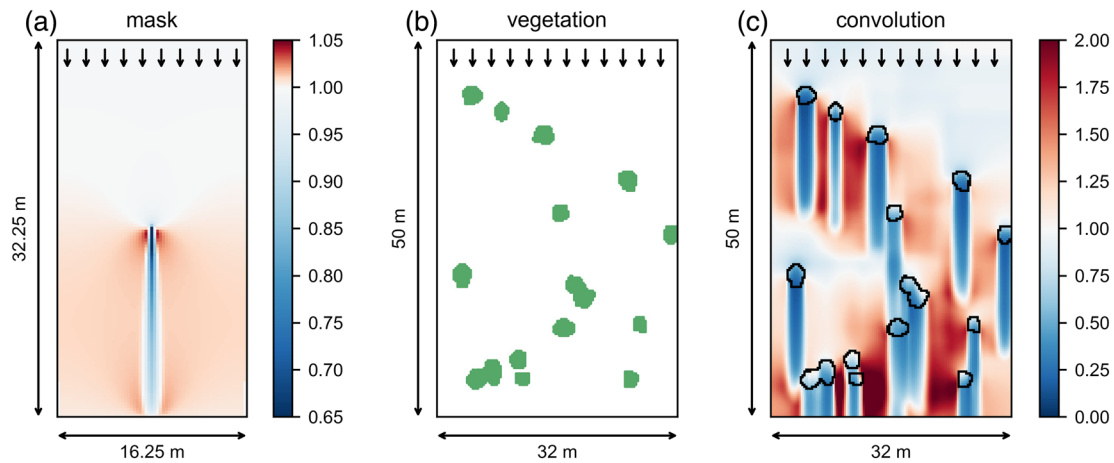 (a) mask
(b) vegetation
(c) convolution
32.25 m
16.25 m
1.05
1.00
0.95
0.90
0.85
0.80
0.75
0.70
0.65
50 m
32 m
50 m
32 m
2.00
1.75
1.50
1.25
1.00
0.75
0.50
0.25
0.00